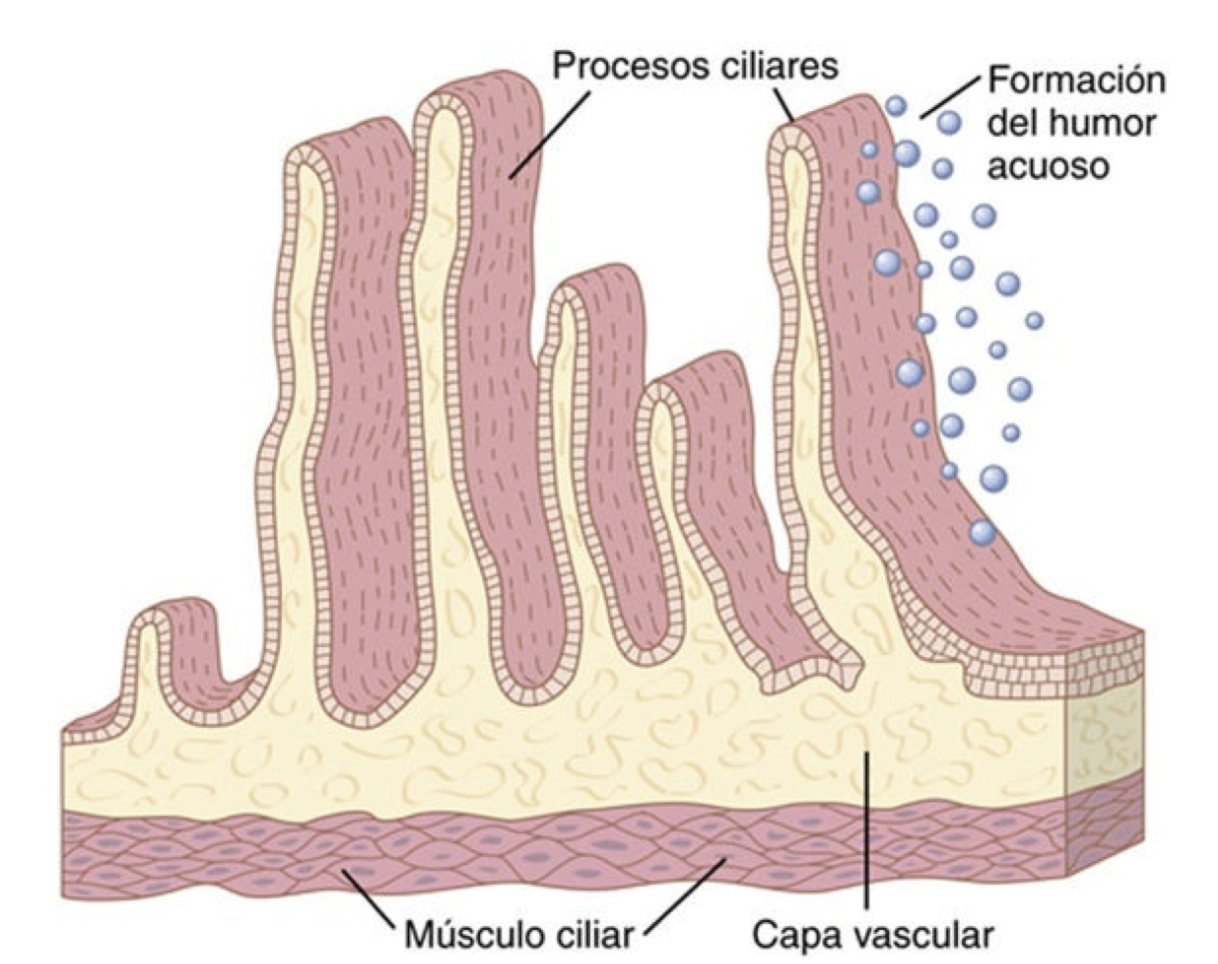 Procesos ciliares
Formación
del humor
acuoso
Músculo ciliar
Capa vascular